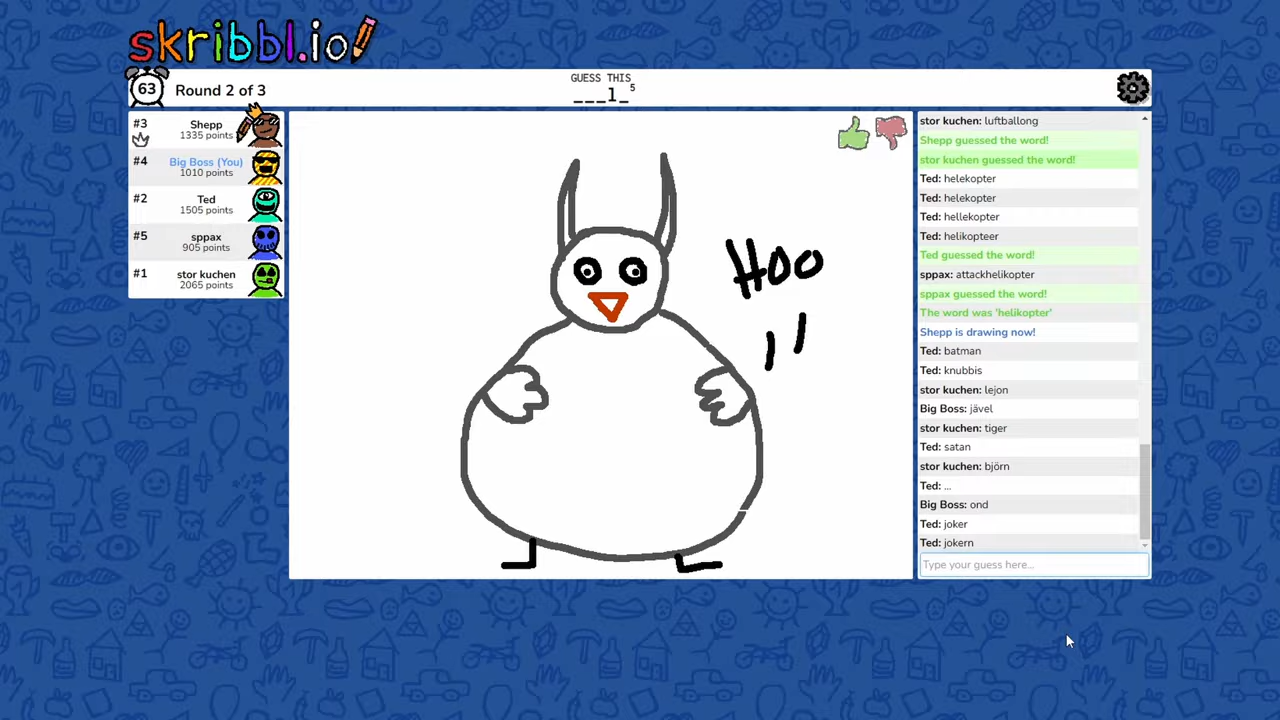 skribbl.io
63
Round 2 of 3
GUESS THIS
___l_ 5
#3 Shepp
1335 points
#4 Big Boss (You)
1010 points
#2 Ted
1505 points
#5 sppax
905 points
#1 stor kuchen
2065 points
HOO
stor kuchen: luftballong
Shepp guessed the word!
stor kuchen guessed the word!
Ted: helekopter
Ted: helekopter
Ted: hellekopter
Ted: helikopteer
Ted guessed the word!
sppax: attackhelikopter
sppax guessed the word!
The word was 'helikopter'
Shepp is drawing now!
Ted: batman
Ted: knubbis
stor kuchen: lejon
Big Boss: jävel
stor kuchen: tiger
Ted: satan
stor kuchen: björn
Ted: ...
Big Boss: ond
Ted: joker
Ted: jokern
Type your guess here...